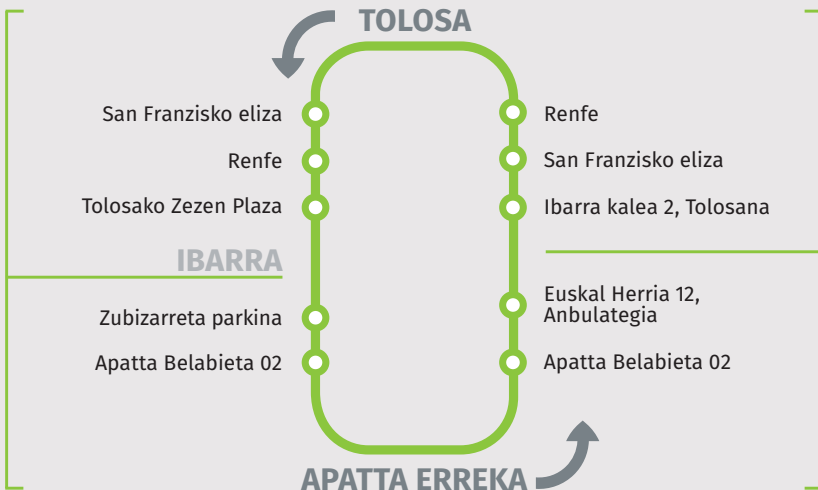 TOLOSA
San Franzisko eliza
Renfe
Tolosako Zezen Plaza
IBARRA
Zubizarreta parkina
Apatta Belabieta 02
Renfe
San Franzisko eliza
Ibarra kalea 2, Tolosana
Euskal Herria 12,
Anbulategia
Apatta Belabieta 02
APATTA ERREKA